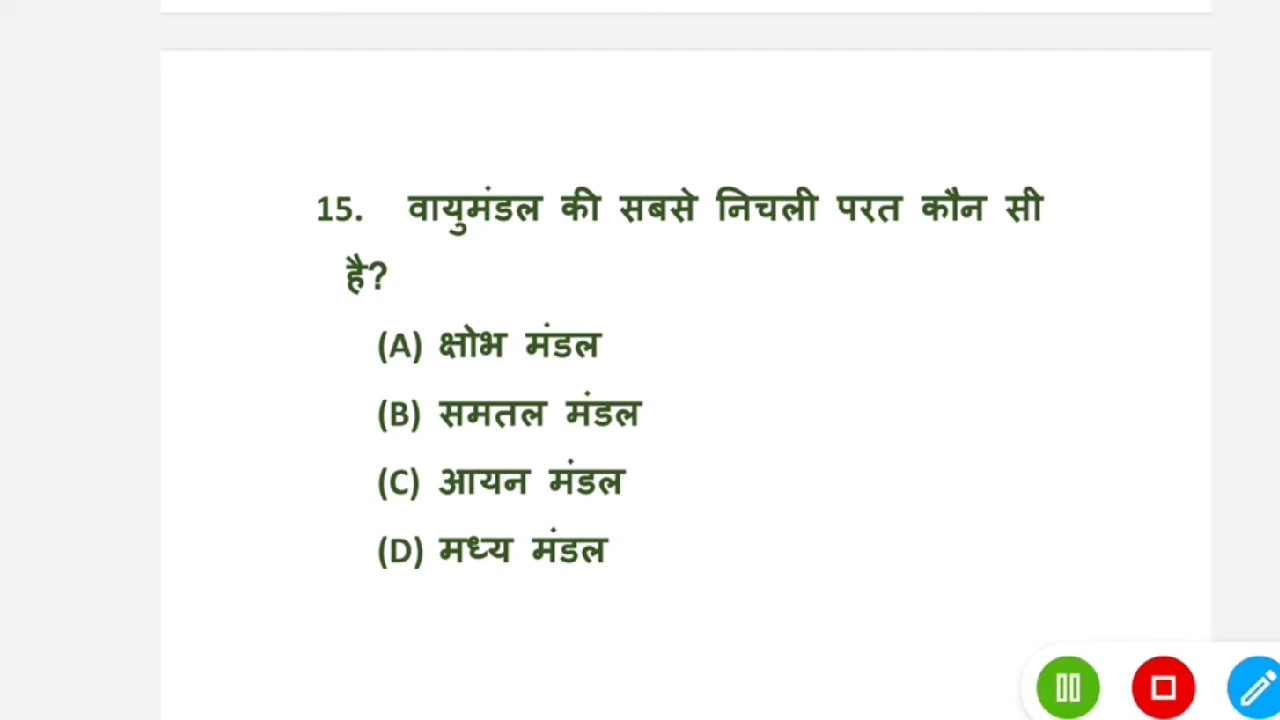 15. वायुमंडल की सबसे निचली परत कौन सी
है?
(A) क्षोभ मंडल
(B) समतल मंडल
(C) आयन मंडल
(D) मध्य मंडल